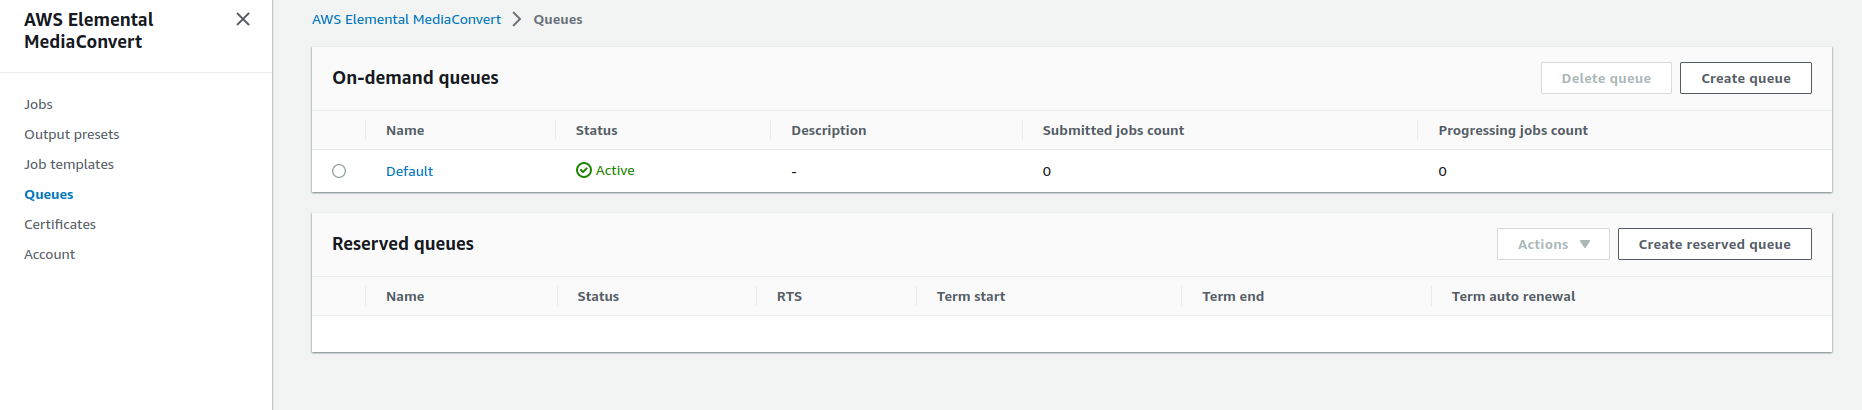 AWS Elemental
MediaConvert
Jobs
Output presets
Job templates
Queues
Certificates
Account
AWS Elemental MediaConvert > Queues
On-demand queues
Delete queue Create queue
Name Status Description Submitted jobs count Progressing jobs count
Default Active - 0 0
Reserved queues
Actions Create reserved queue
Name Status RTS Term start Term end Term auto renewal